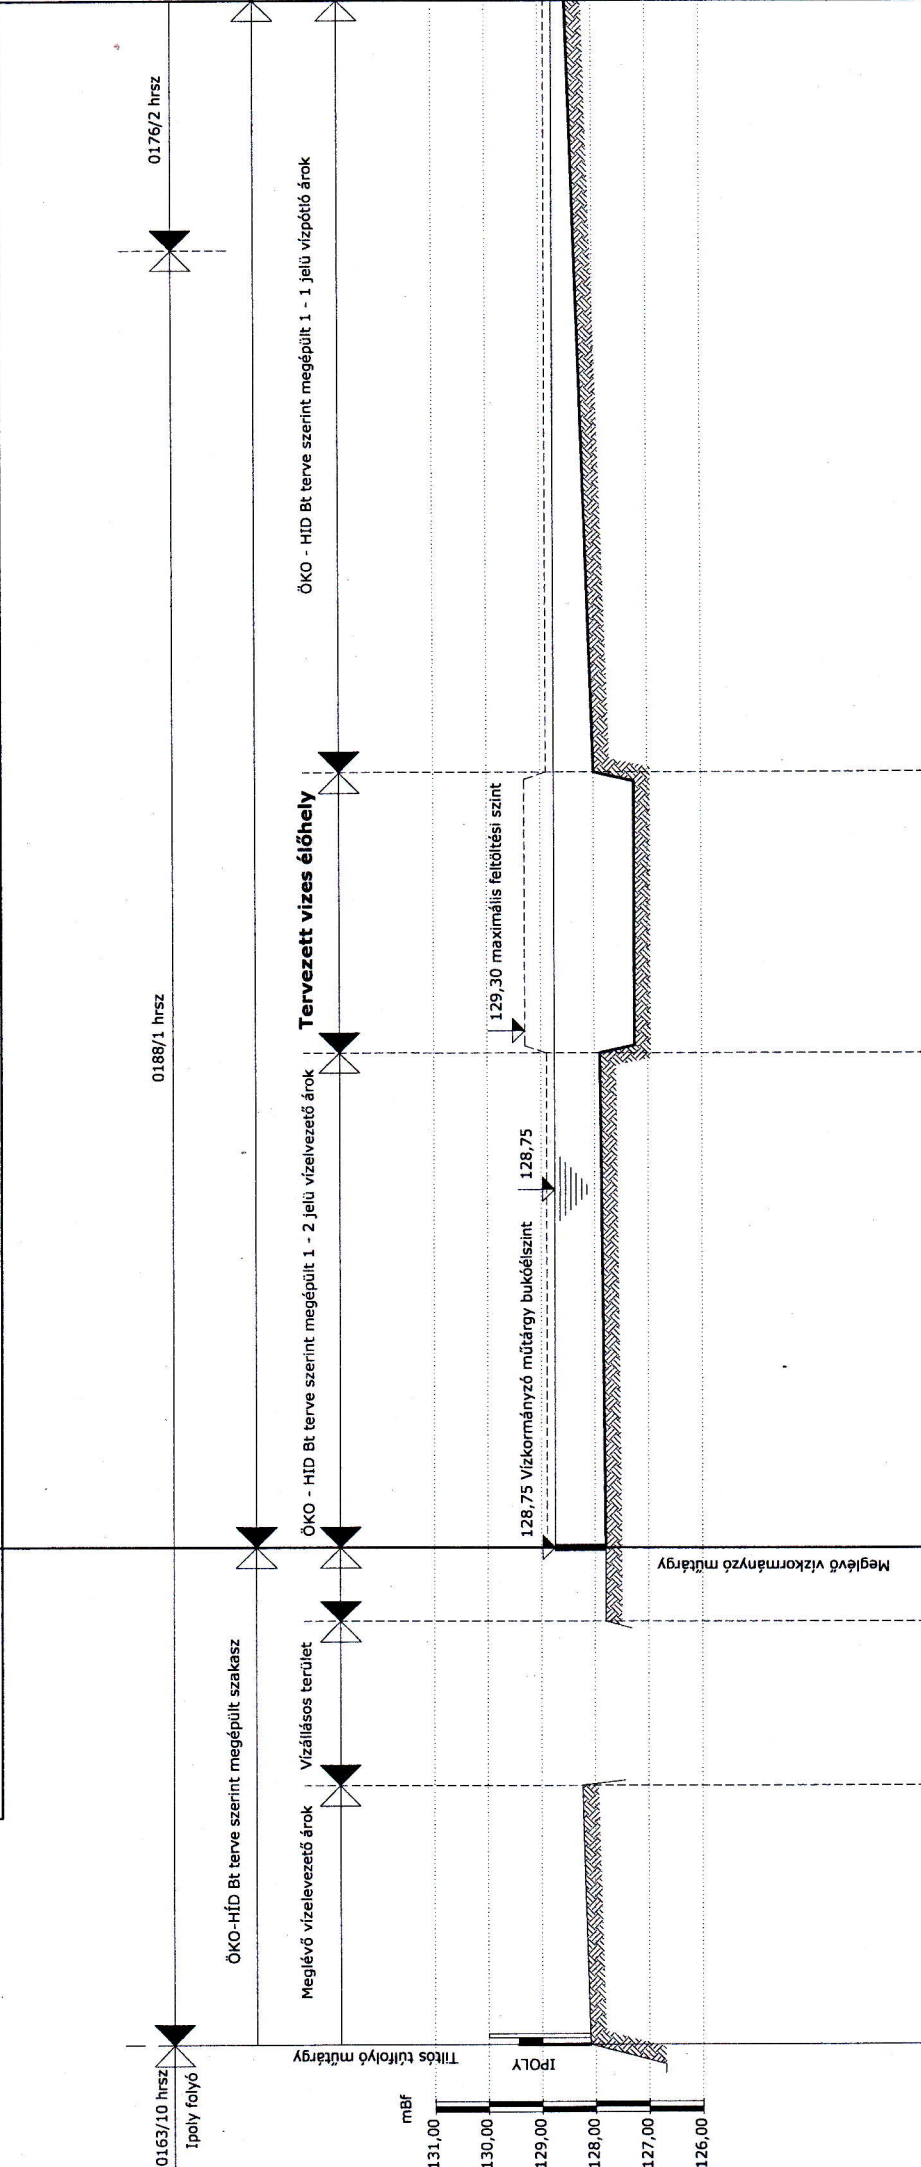 0163/10 hrsz
Ipoly folyó
0188/1 hrsz
0176/2 hrsz
ÖKO-HÍD Bt terve szerint megépült szakasz
Meglévő vízelevezető árok
Vízállásos terület
ÖKO - HID Bt terve szerint megépült 1 - 2 jelü vízelvezető árok
Tervezett vizes élőhely
ÖKO - HID Bt terve szerint megépült 1 - 1 jelü vízpótló árok
Tiltós túlfolyó műtárgy
IPOLY
128,75 Vízkormányzó műtárgy bukóélszint
128,75
129,30 maximális feltöltési szint
Meglévő vízkormányzó műtárgy
mBf
131,00
130,00
129,00
128,00
127,00
126,00